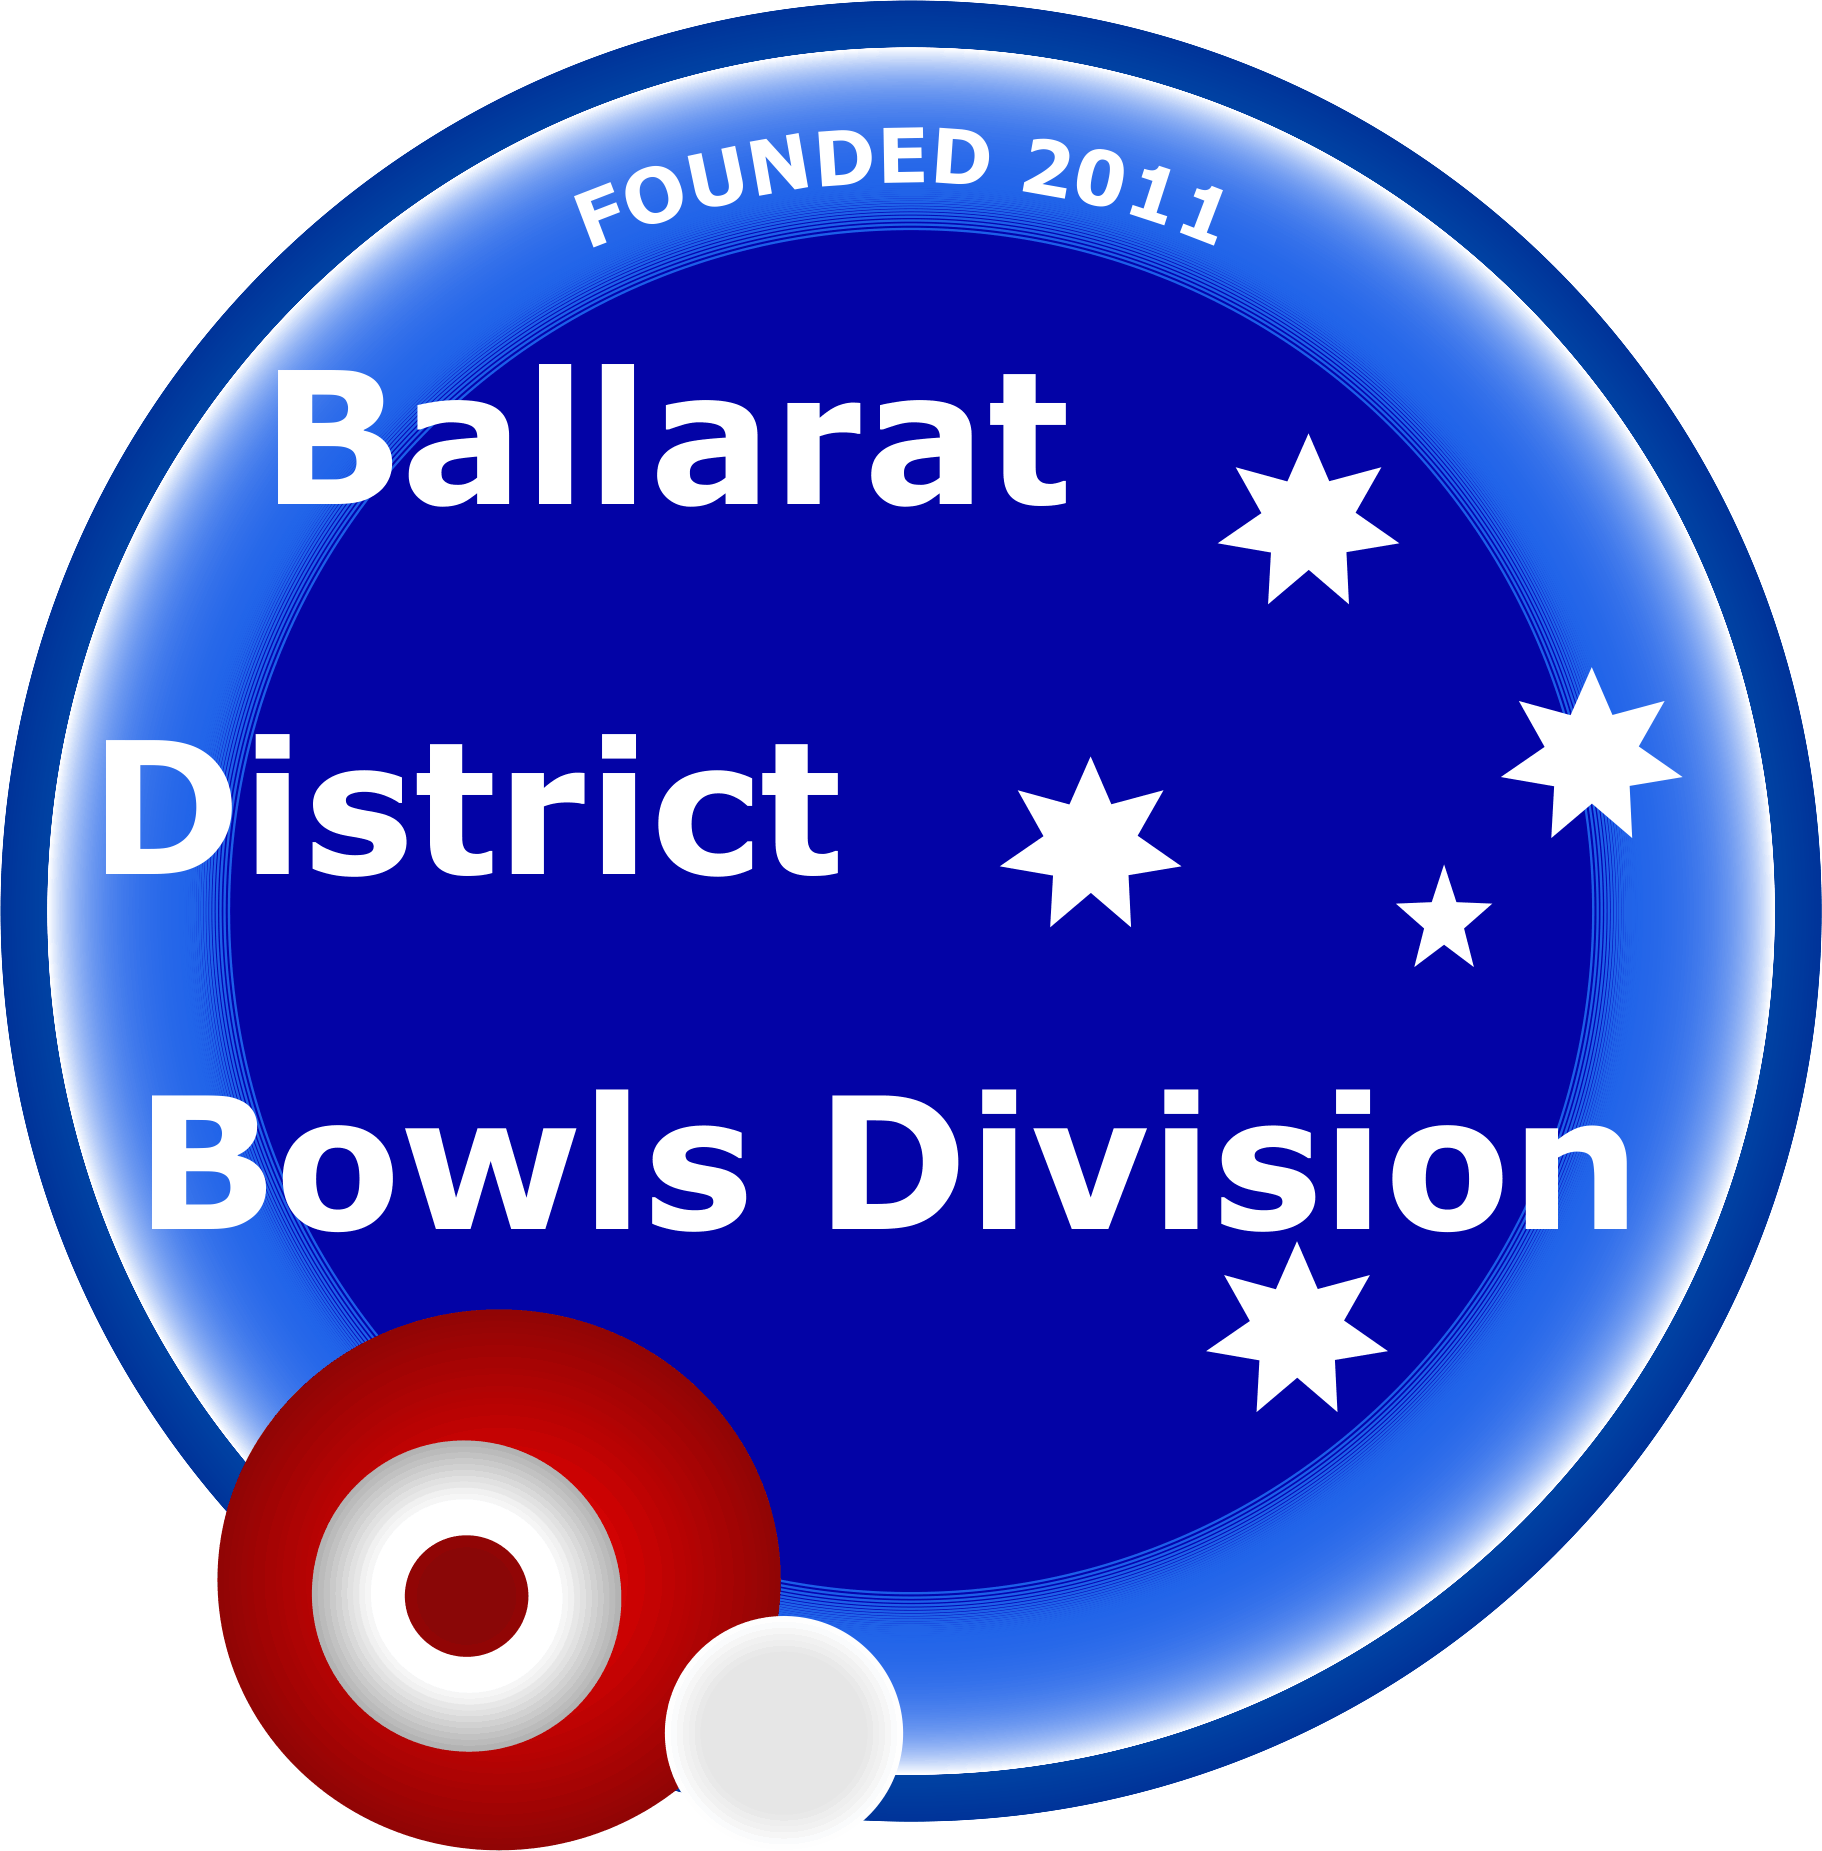 FOUNDED 2011
Ballarat
District
Bowls Division